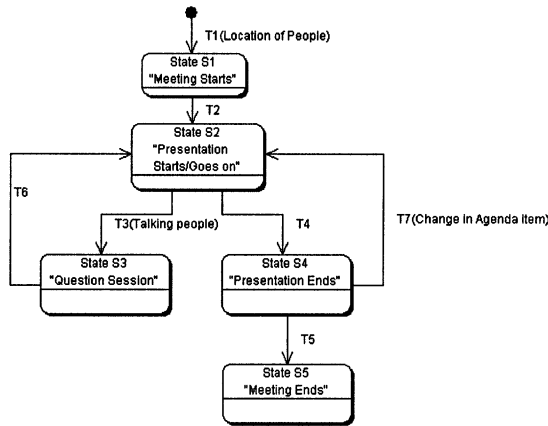 T1(Location of People)
State S1
"Meeting Starts"
T2
State S2
"Presentation
Starts/Goes on"
T6
T3(Talking people)
T4
T7(Change in Agenda Item)
State S3
"Question Session"
State S4
"Presentation Ends"
T5
State S5
"Meeting Ends"